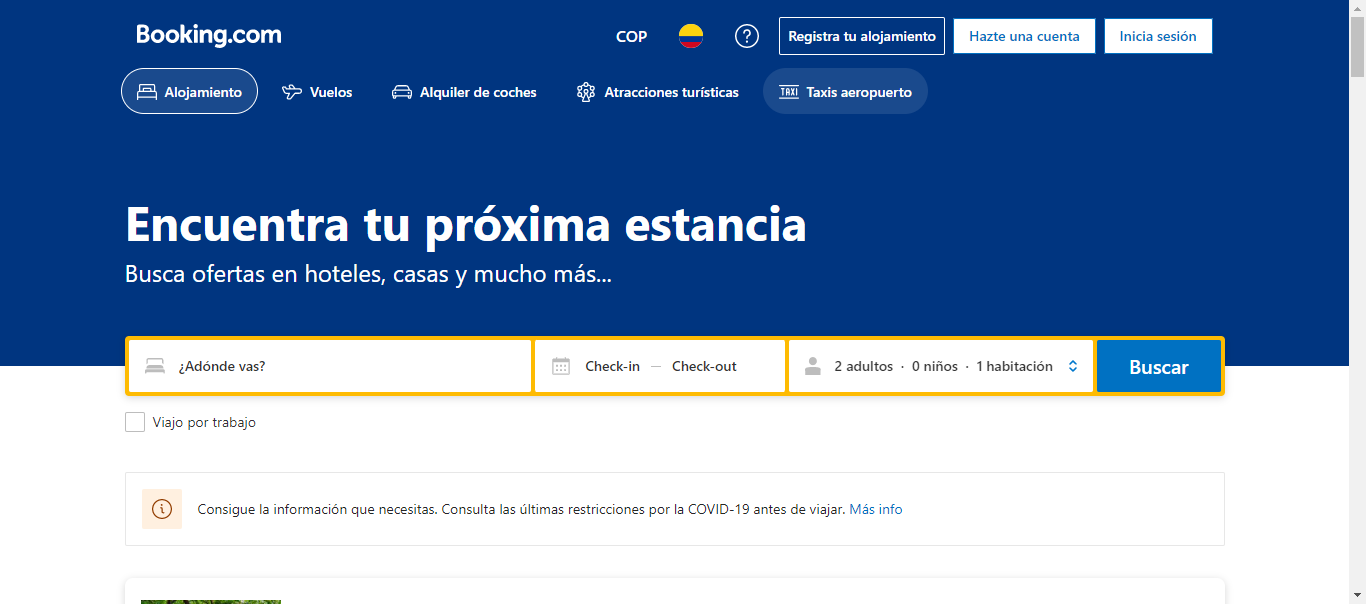 Booking.com
COP
Registra tu alojamiento
Hazte una cuenta
Inicia sesión
Alojamiento
Vuelos
Alquiler de coches
Atracciones turísticas
TAXI
Taxis aeropuerto
Encuentra tu próxima estancia
Busca ofertas en hoteles, casas y mucho más...
¿Adónde vas?
Check-in — Check-out
2 adultos · 0 niños · 1 habitación
Buscar
Viajo por trabajo
Consigue la información que necesitas. Consulta las últimas restricciones por la COVID-19 antes de viajar. Más info